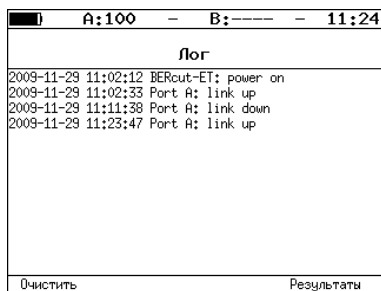 A:100 – B:---- – 11:24
Лог
2009-11-29 11:02:12 BERcut-ET: power on
2009-11-29 11:02:33 Port A: link up
2009-11-29 11:11:38 Port A: link down
2009-11-29 11:23:47 Port A: link up
Очистить Результаты